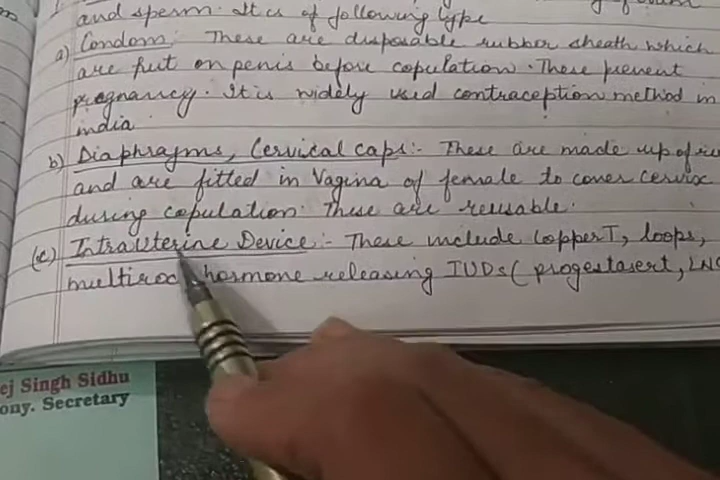 and sperm. It is of following type
a) Condom: These are disposable rubber sheath which
are put on penis before copulation. These prevent
pregnancy. It is widely used contraception method in
india.
b) Diaphragms, Cervical caps:- These are made up of
and are fitted in Vagina of female to cover cervix
during copulation. These are reusable.
(c) IntraUterine Device:- These include CopperT, loops,
hormone releasing IUDs( progestasert, LNG
ej Singh Sidhu
ony. Secretary